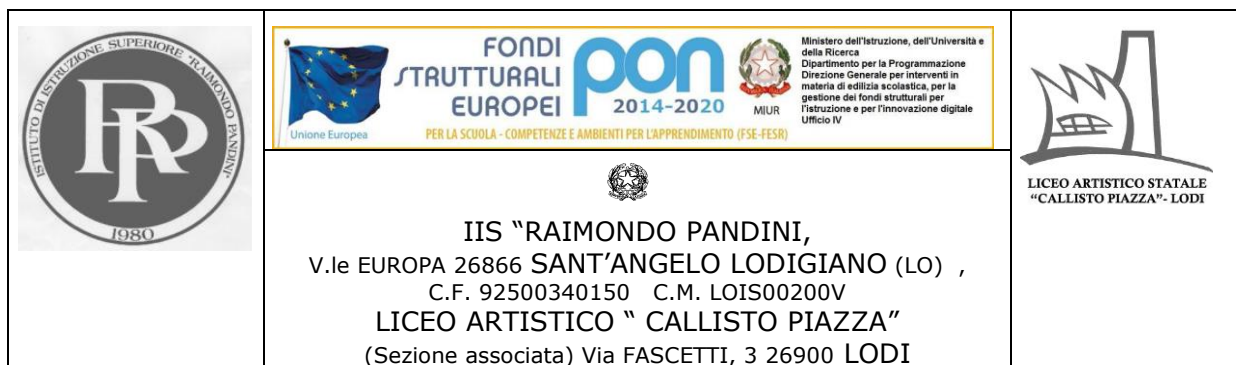 ISTITUTO DI ISTRUZIONE SUPERIORE "RAIMONDO PANDINI"
1980
FONDI
STRUTTURALI
EUROPEI
pon
2014-2020
Unione Europea
MIUR
Ministero dell'Istruzione, dell'Università e
della Ricerca
Dipartimento per la Programmazione
Direzione Generale per interventi in
materia di edilizia scolastica, per la
gestione dei fondi strutturali per
l'istruzione e per l'innovazione digitale
Ufficio IV
PER LA SCUOLA - COMPETENZE E AMBIENTI PER L'APPRENDIMENTO (FSE-FESR)
LICEO ARTISTICO STATALE
"CALLISTO PIAZZA"- LODI
IIS "RAIMONDO PANDINI,
V.le EUROPA 26866 SANT'ANGELO LODIGIANO (LO) ,
C.F. 92500340150 C.M. LOIS00200V
LICEO ARTISTICO " CALLISTO PIAZZA"
(Sezione associata) Via FASCETTI, 3 26900 LODI